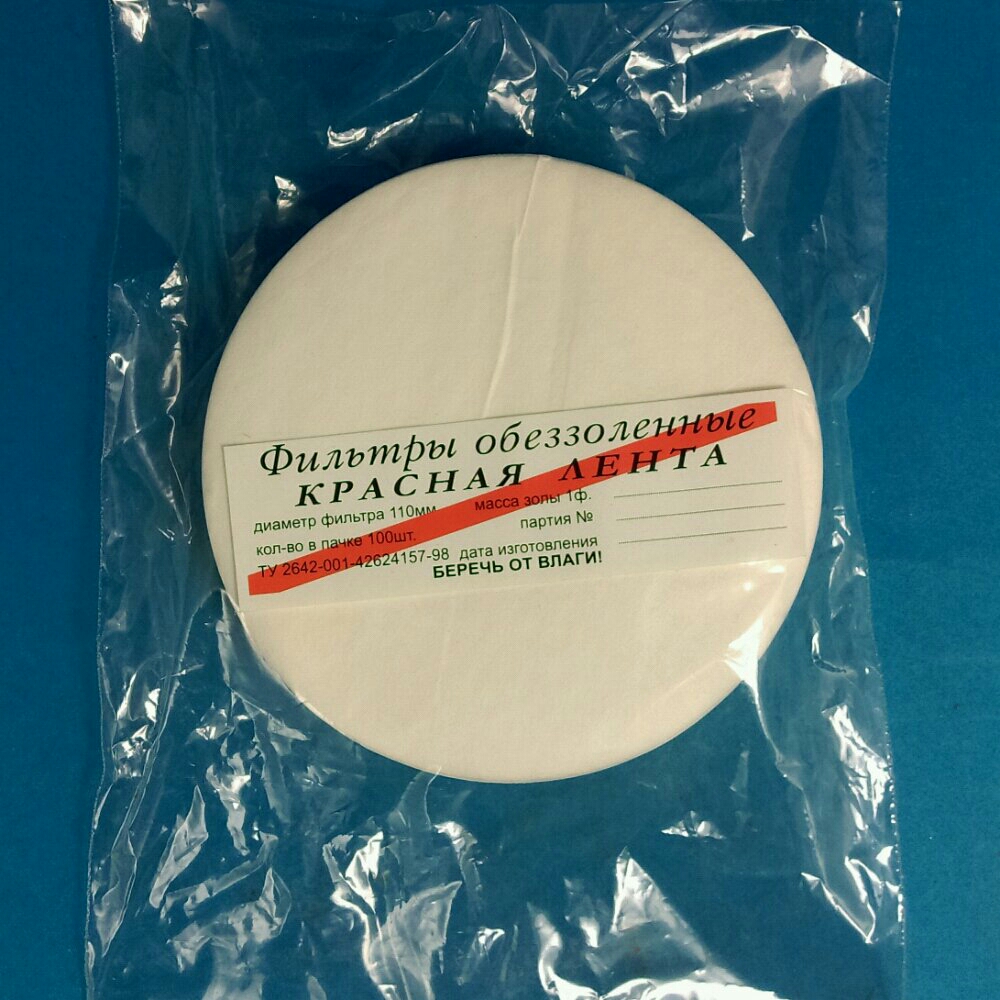 Фильтры обеззоленные
КРАСНАЯ ЛЕНТА
диаметр фильтра 110мм масса золы 1ф.
кол-во в пачке 100шт. партия №
ТУ 2642-001-42624157-98 дата изготовления
БЕРЕЧЬ ОТ ВЛАГИ!